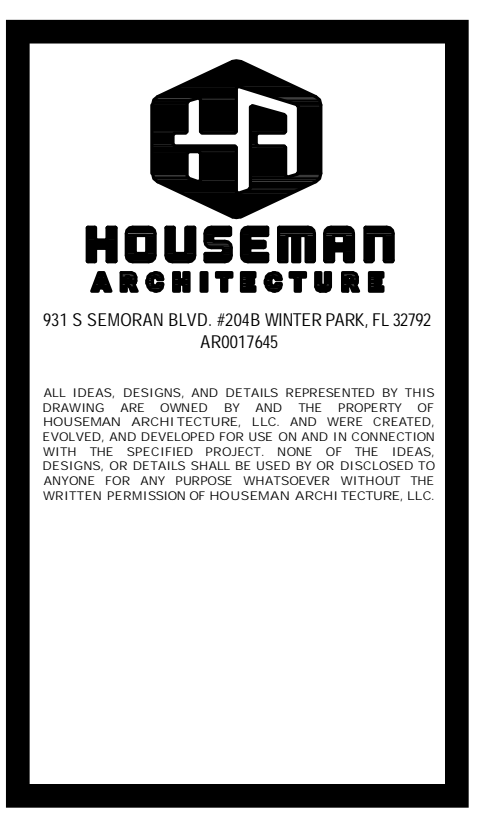 HOUSEMAN
ARCHITECTURE
931 S SEMORAN BLVD. #204B WINTER PARK, FL 32792
AR0017645
ALL IDEAS, DESIGNS, AND DETAILS REPRESENTED BY THIS
DRAWING ARE OWNED BY AND THE PROPERTY OF
HOUSEMAN ARCHITECTURE, LLC. AND WERE CREATED,
EVOLVED, AND DEVELOPED FOR USE ON AND IN CONNECTION
WITH THE SPECIFIED PROJECT. NONE OF THE IDEAS,
DESIGNS, OR DETAILS SHALL BE USED BY OR DISCLOSED TO
ANYONE FOR ANY PURPOSE WHATSOEVER WITHOUT THE
WRITTEN PERMISSION OF HOUSEMAN ARCHITECTURE, LLC.